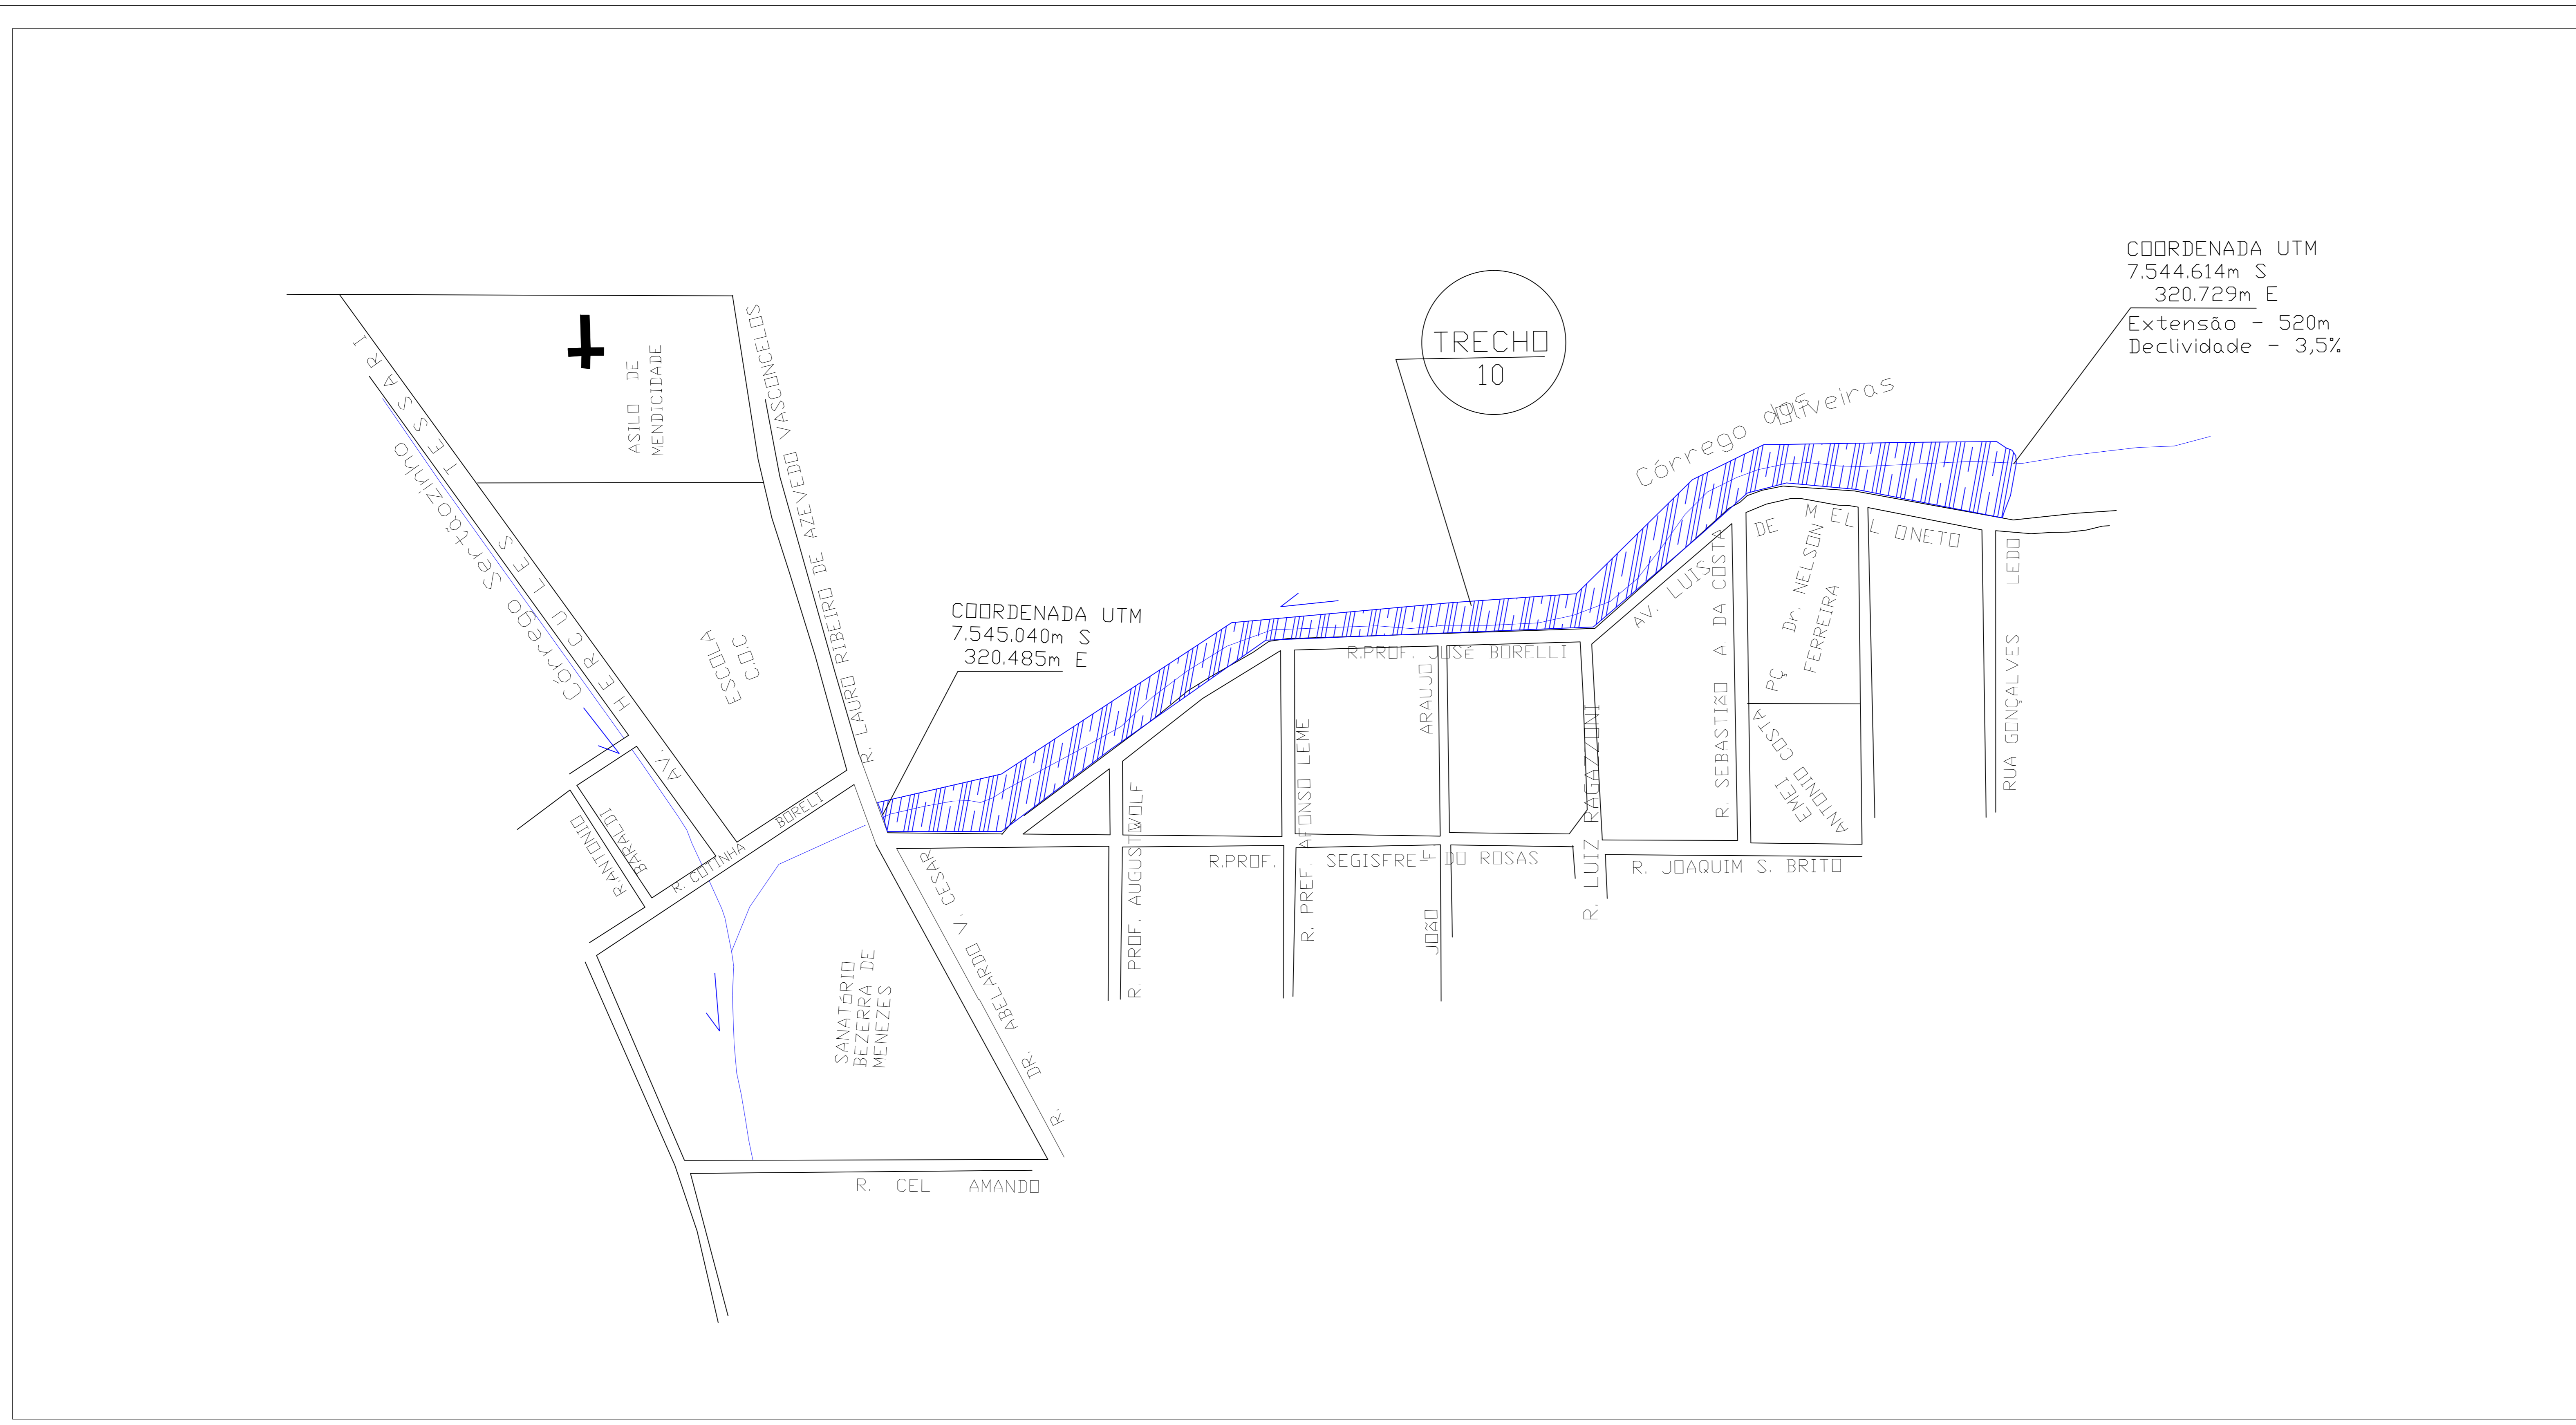 COORDENADA UTM
7.544.614m S
320.729m E
Extensão - 520m
Declividade - 3,5%
TRECHO
10
Córrego dos Oliveiras
COORDENADA UTM
7.545.040m S
320.485m E
ASILO DE
MENDICIDADE
R. LAURO RIBEIRO DE AZEVEDO VASCONCELOS
AV. HERCULES TESSARI
Córrego Sertãozinho
ESCOLA
C.O.C
R.ANTONIO
BARALDI
R. COTINHA BORELI
SANATÓRIO
BEZERRA DE
MENEZES
R. DR. ABELARDO V. CESAR
R. CEL AMANDO
R. PROF. AUGUSTO WOLF
R. PREF. AFONSO LEME
R.PROF. JOSÉ BORELLI
JOÃO F. ARAUJO
R.PROF. SEGISFREDO ROSAS
R. LUIZ RAGAZZONI
AV. LUIS DE MELLO NETO
R. SEBASTIÃO A. DA COSTA
PÇ. Dr. NELSON
FERREIRA
EMEI
ANTONIO COSTA
R. JOAQUIM S. BRITO
RUA GONÇALVES LEDO